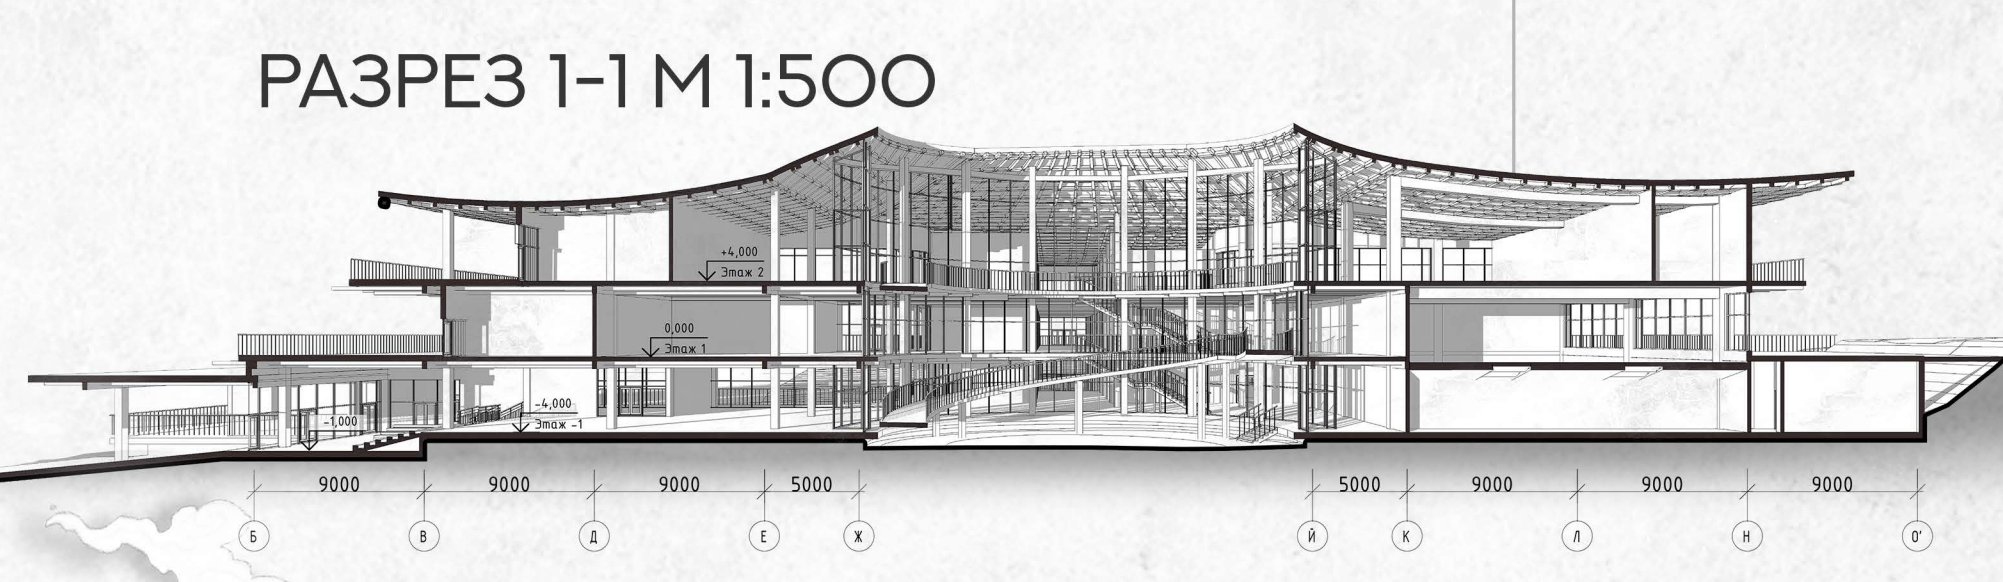 РАЗРЕЗ 1-1 М 1:500
+4,000
Этаж 2
0,000
Этаж 1
-4,000
Этаж -1
-1,000
9000 9000 9000 5000 5000 9000 9000 9000
Б В Д Е Ж Й К Л Н О'